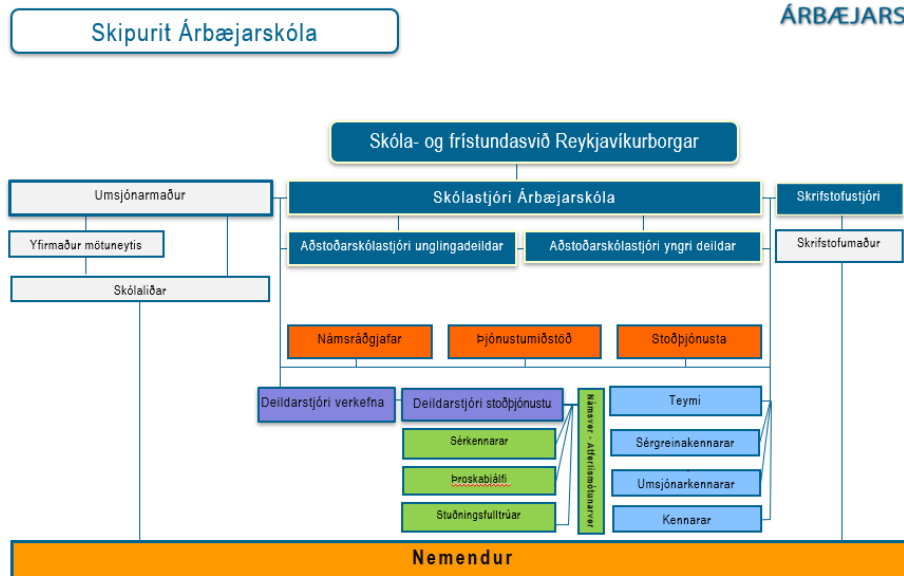 ÁRBÆJARS
Skipurit Árbæjarskóla
Skóla- og frístundasvið Reykjavíkurborgar
Umsjónarmaður
Skólastjóri Árbæjarskóla
Skrifstofustjóri
Yfirmaður mötuneytis
Aðstoðarskólastjóri unglingadeildar
Aðstoðarskólastjóri yngri deildar
Skrifstofumaður
Skólaliðar
Námsráðgjafar
Þjónustumiðstöð
Stoðþjónusta
Deildarstjóri verkefna
Deildarstjóri stoðþjónustu
Námsver - Atferlismótunarver
Teymi
Sérkennarar
Sérgreinakennarar
Þroskaþjálfi
Umsjónarkennarar
Stuðningsfulltrúar
Kennarar
Nemendur